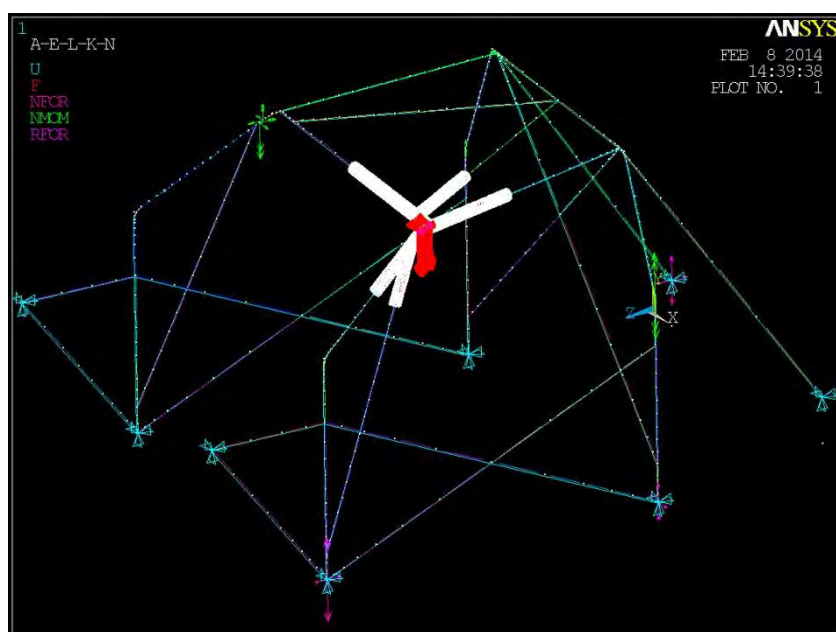 1
ANSYS
A-E-L-K-N
FEB 8 2014
14:39:38
U
PLOT NO. 1
F
NFOR
NMOM
RFOR
Z
X